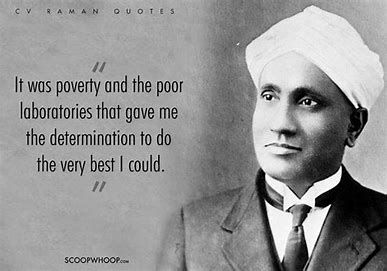 CV RAMAN QUOTES
“
It was poverty and the poor
laboratories that gave me
the determination to do
the very best I could.
”
SCOOPWHOOP.COM